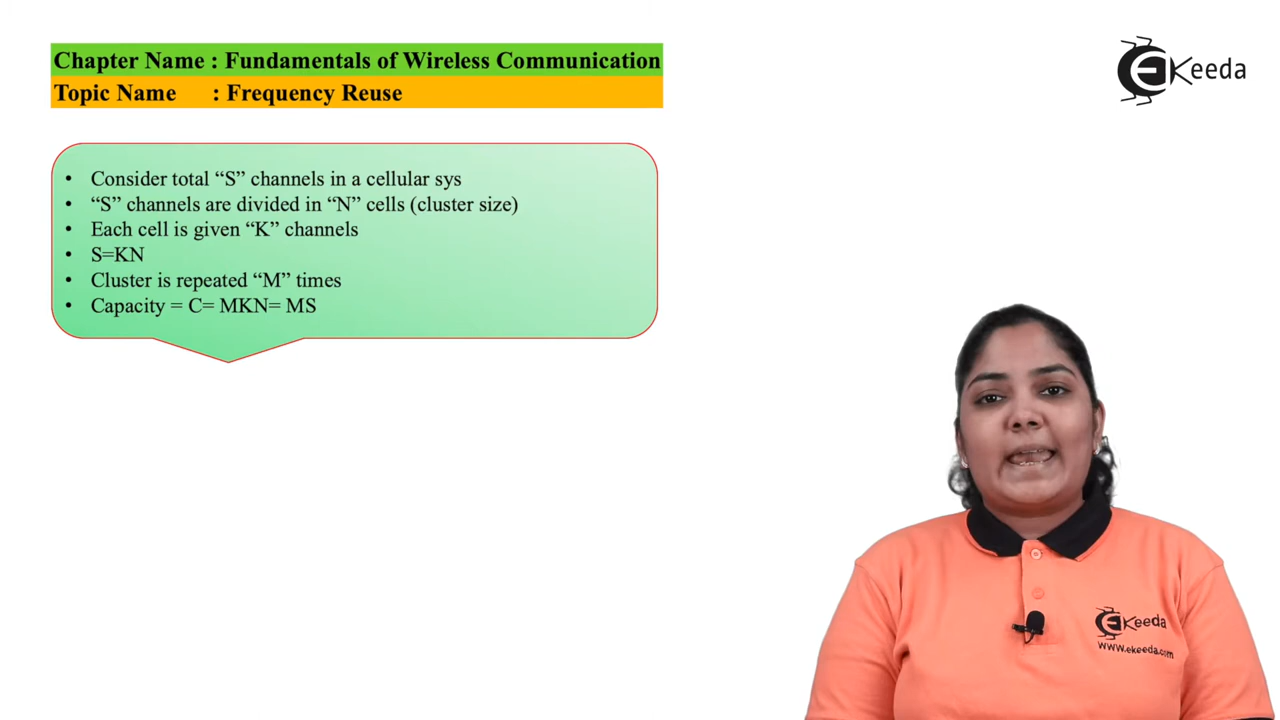 Chapter Name : Fundamentals of Wireless Communication
Topic Name : Frequency Reuse
EKeeda
• Consider total “S” channels in a cellular sys
• “S” channels are divided in “N” cells (cluster size)
• Each cell is given “K” channels
• S=KN
• Cluster is repeated “M” times
• Capacity = C= MKN= MS
EKeeda
www.ekeeda.com